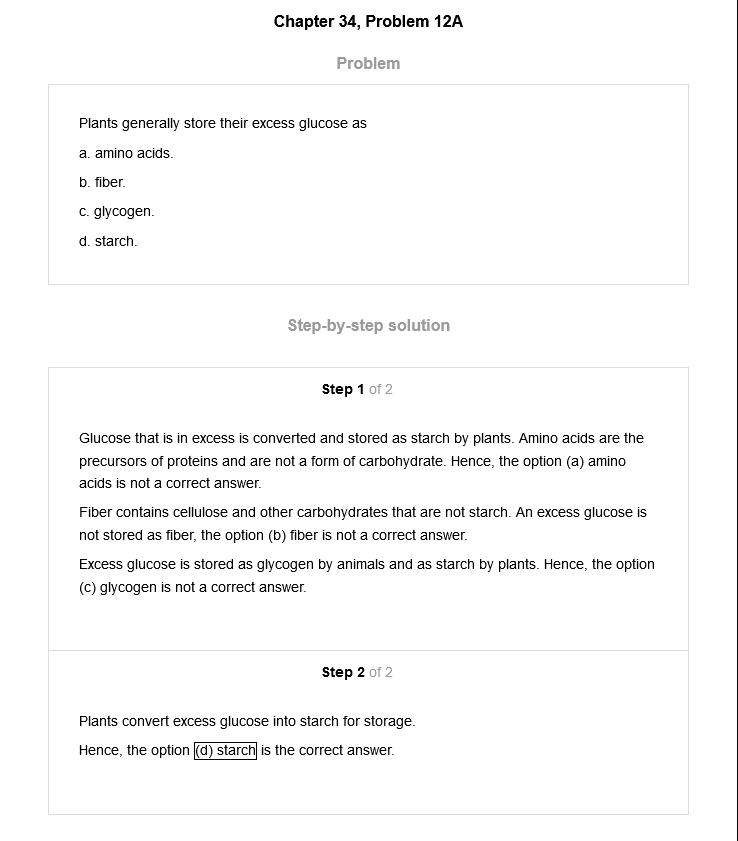 Chapter 34, Problem 12A
Problem
Plants generally store their excess glucose as
a. amino acids.
b. fiber.
c. glycogen.
d. starch.
Step-by-step solution
Step 1 of 2
Glucose that is in excess is converted and stored as starch by plants. Amino acids are the
precursors of proteins and are not a form of carbohydrate. Hence, the option (a) amino
acids is not a correct answer.
Fiber contains cellulose and other carbohydrates that are not starch. An excess glucose is
not stored as fiber, the option (b) fiber is not a correct answer.
Excess glucose is stored as glycogen by animals and as starch by plants. Hence, the option
(c) glycogen is not a correct answer.
Step 2 of 2
Plants convert excess glucose into starch for storage.
Hence, the option (d) starch is the correct answer.